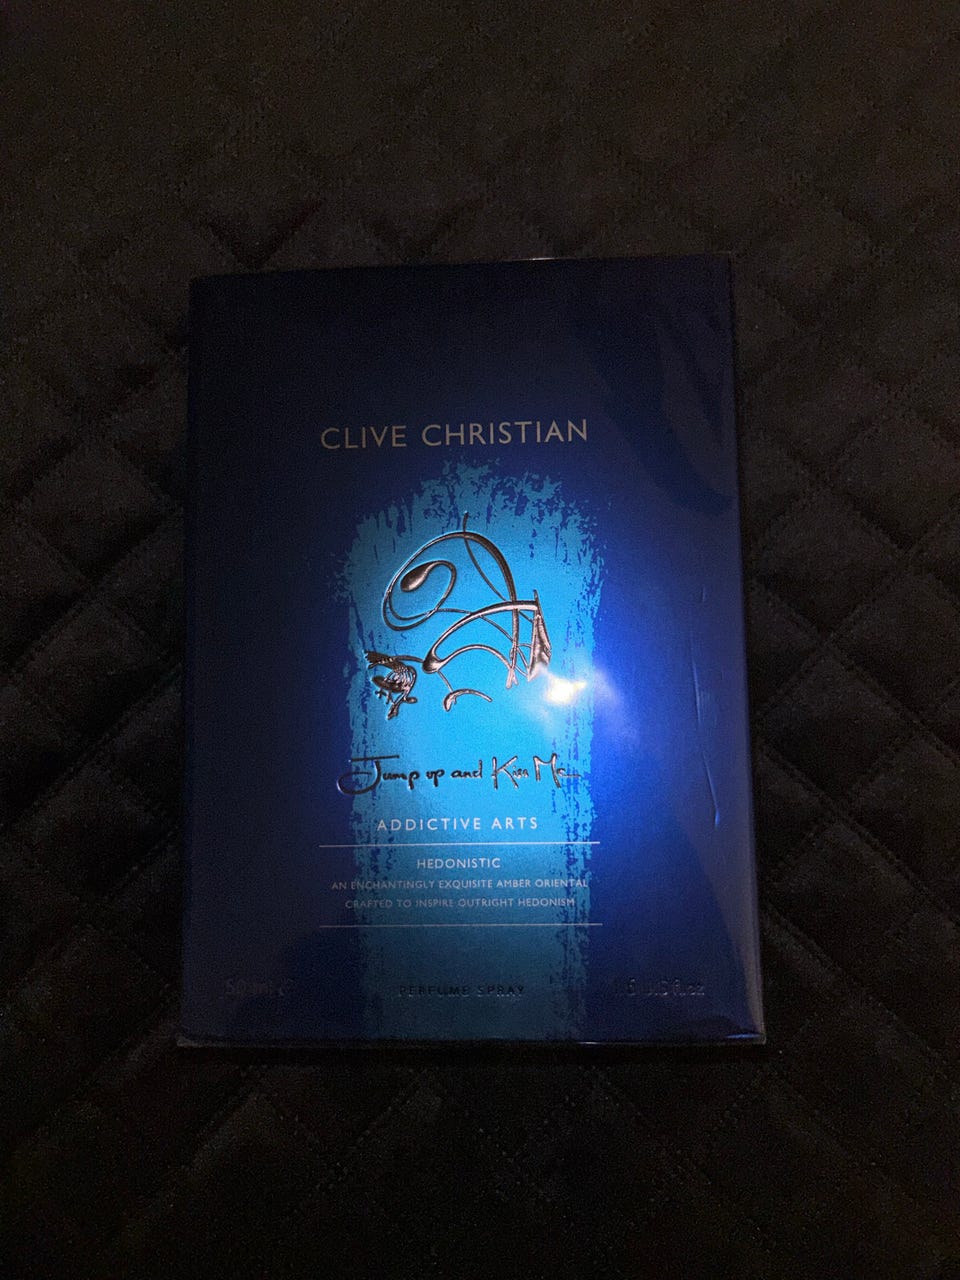 CLIVE CHRISTIAN
Jump up and Kiss Me
ADDICTIVE ARTS
HEDONISTIC
AN ENCHANTINGLY EXQUISITE AMBER ORIENTAL
CRAFTED TO INSPIRE OUTRIGHT HEDONISM
PERFUME SPRAY